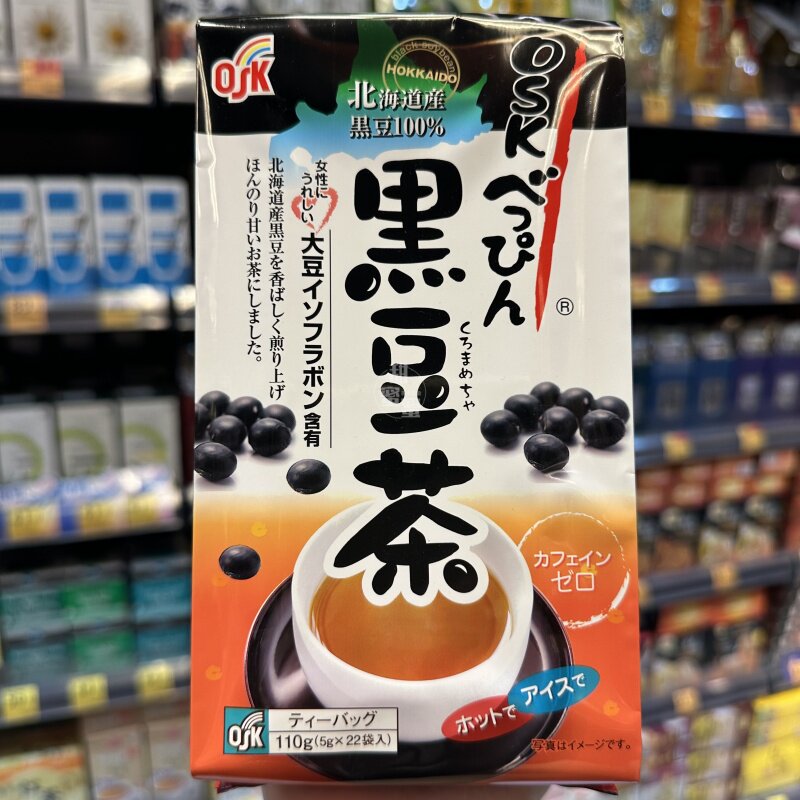 OSK
black soybean
HOKKAIDO
北海道産
黒豆100%
OSKべっぴん
®
黒豆茶
くろまめちゃ
女性に
うれしい
大豆イソフラボン含有
北海道産黒豆を香ばしく煎り上げ
ほんのり甘いお茶にしました。
カフェイン
ゼロ
ホットで
アイスで
OSK
ティーバッグ
110g(5g×22袋入)
写真はイメージです。